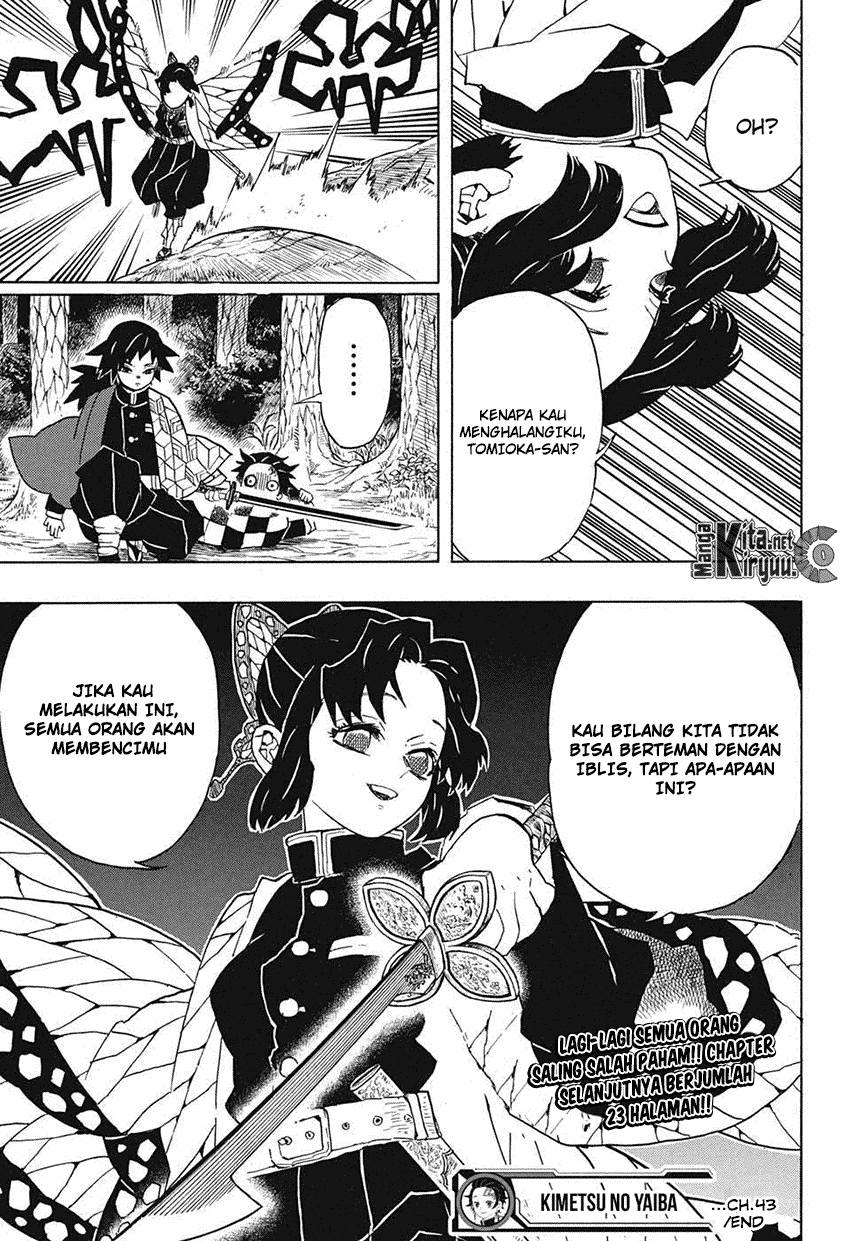 OH?
KENAPA KAU
MENGHALANGIKU,
TOMIOKA-SAN?
......
Manga
Kita.net
Kiryuu.
KAU BILANG KITA TIDAK
BISA BERTEMAN DENGAN
IBLIS, TAPI APA-APAAN
INI?
JIKA KAU
MELAKUKAN INI,
SEMUA ORANG AKAN
MEMBENCIMU
LAGI-LAGI SEMUA ORANG
SALING SALAH PAHAM!! CHAPTER
SELANJUTNYA BERJUMLAH
23 HALAMAN!!
KIMETSU NO YAIBA
...CH.43
/END